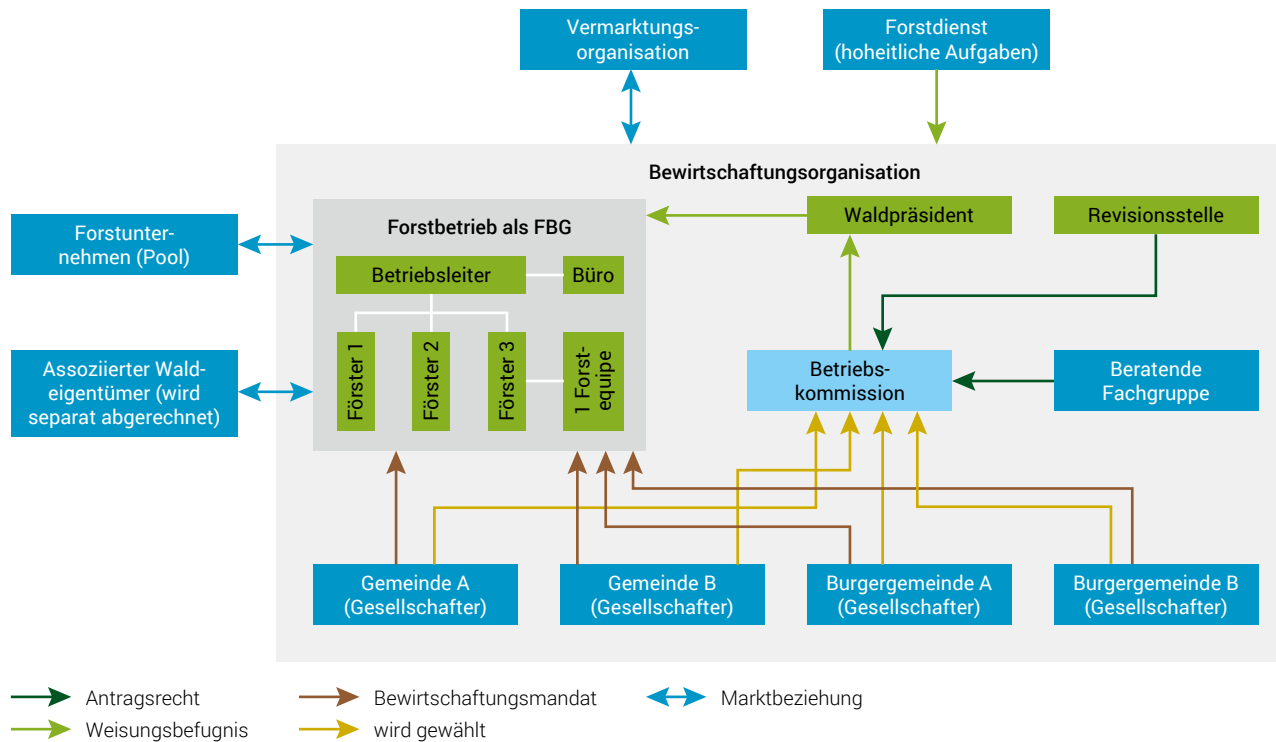 Vermarktungs-
organisation
Forstdienst
(hoheitliche Aufgaben)
Bewirtschaftungsorganisation
Forstunter-
nehmen (Pool)
Assoziierter Wald-
eigentümer (wird
separat abgerechnet)
Forstbetrieb als FBG
Betriebsleiter
Büro
Förster 1
Förster 2
Förster 3
1 Forst-
equipe
Waldpräsident
Revisionsstelle
Betriebs-
kommission
Beratende
Fachgruppe
Gemeinde A
(Gesellschafter)
Gemeinde B
(Gesellschafter)
Burgergemeinde A
(Gesellschafter)
Burgergemeinde B
(Gesellschafter)
Antragsrecht
Weisungsbefugnis
Bewirtschaftungsmandat
wird gewählt
Marktbeziehung